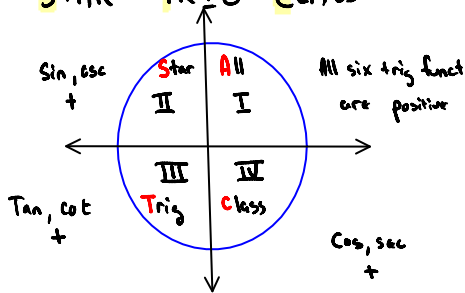 Sin, csc
+
Star
II
All
I
All six trig funct
are positive
III
Trig
IV
Class
Tan, cot
+
Cos, sec
+